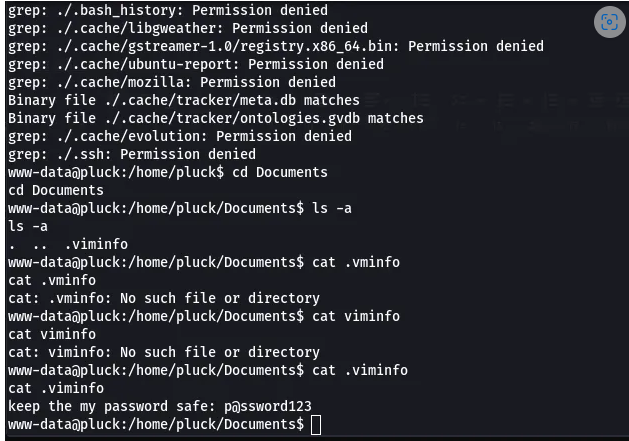 grep: ./.bash_history: Permission denied
grep: ./.cache/libgweather: Permission denied
grep: ./.cache/gstreamer-1.0/registry.x86_64.bin: Permission denied
grep: ./.cache/ubuntu-report: Permission denied
grep: ./.cache/mozilla: Permission denied
Binary file ./.cache/tracker/meta.db matches
Binary file ./.cache/tracker/ontologies.gvdb matches
grep: ./.cache/evolution: Permission denied
grep: ./.ssh: Permission denied
www-data@pluck:/home/pluck$ cd Documents
cd Documents
www-data@pluck:/home/pluck/Documents$ ls -a
ls -a
.  ..  .viminfo
www-data@pluck:/home/pluck/Documents$ cat .vminfo
cat .vminfo
cat: .vminfo: No such file or directory
www-data@pluck:/home/pluck/Documents$ cat viminfo
cat viminfo
cat: viminfo: No such file or directory
www-data@pluck:/home/pluck/Documents$ cat .viminfo
cat .viminfo
keep the my password safe: p@ssword123
www-data@pluck:/home/pluck/Documents$